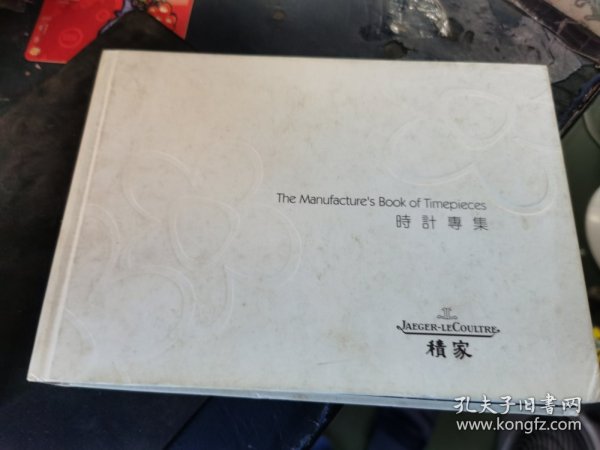 The Manufacture's Book of Timepieces
時計專集
JAEGER-LECOULTRE
積家
孔夫子旧书网
www.kongfz.com